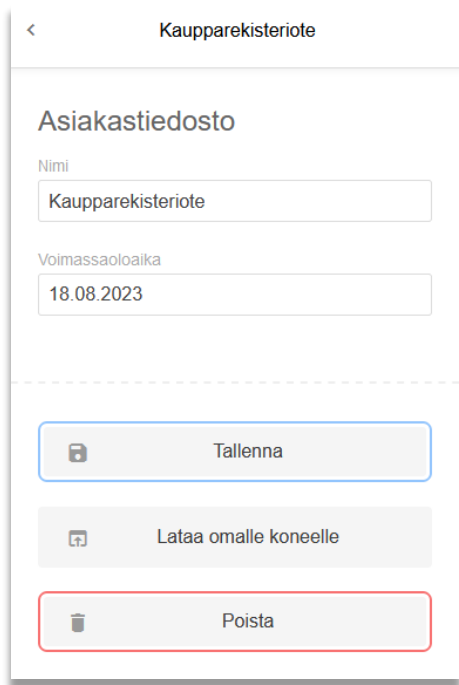 Kaupparekisteriote
Asiakastiedosto
Nimi
Kaupparekisteriote
Voimassaoloaika
18.08.2023
Tallenna
Lataa omalle koneelle
Poista